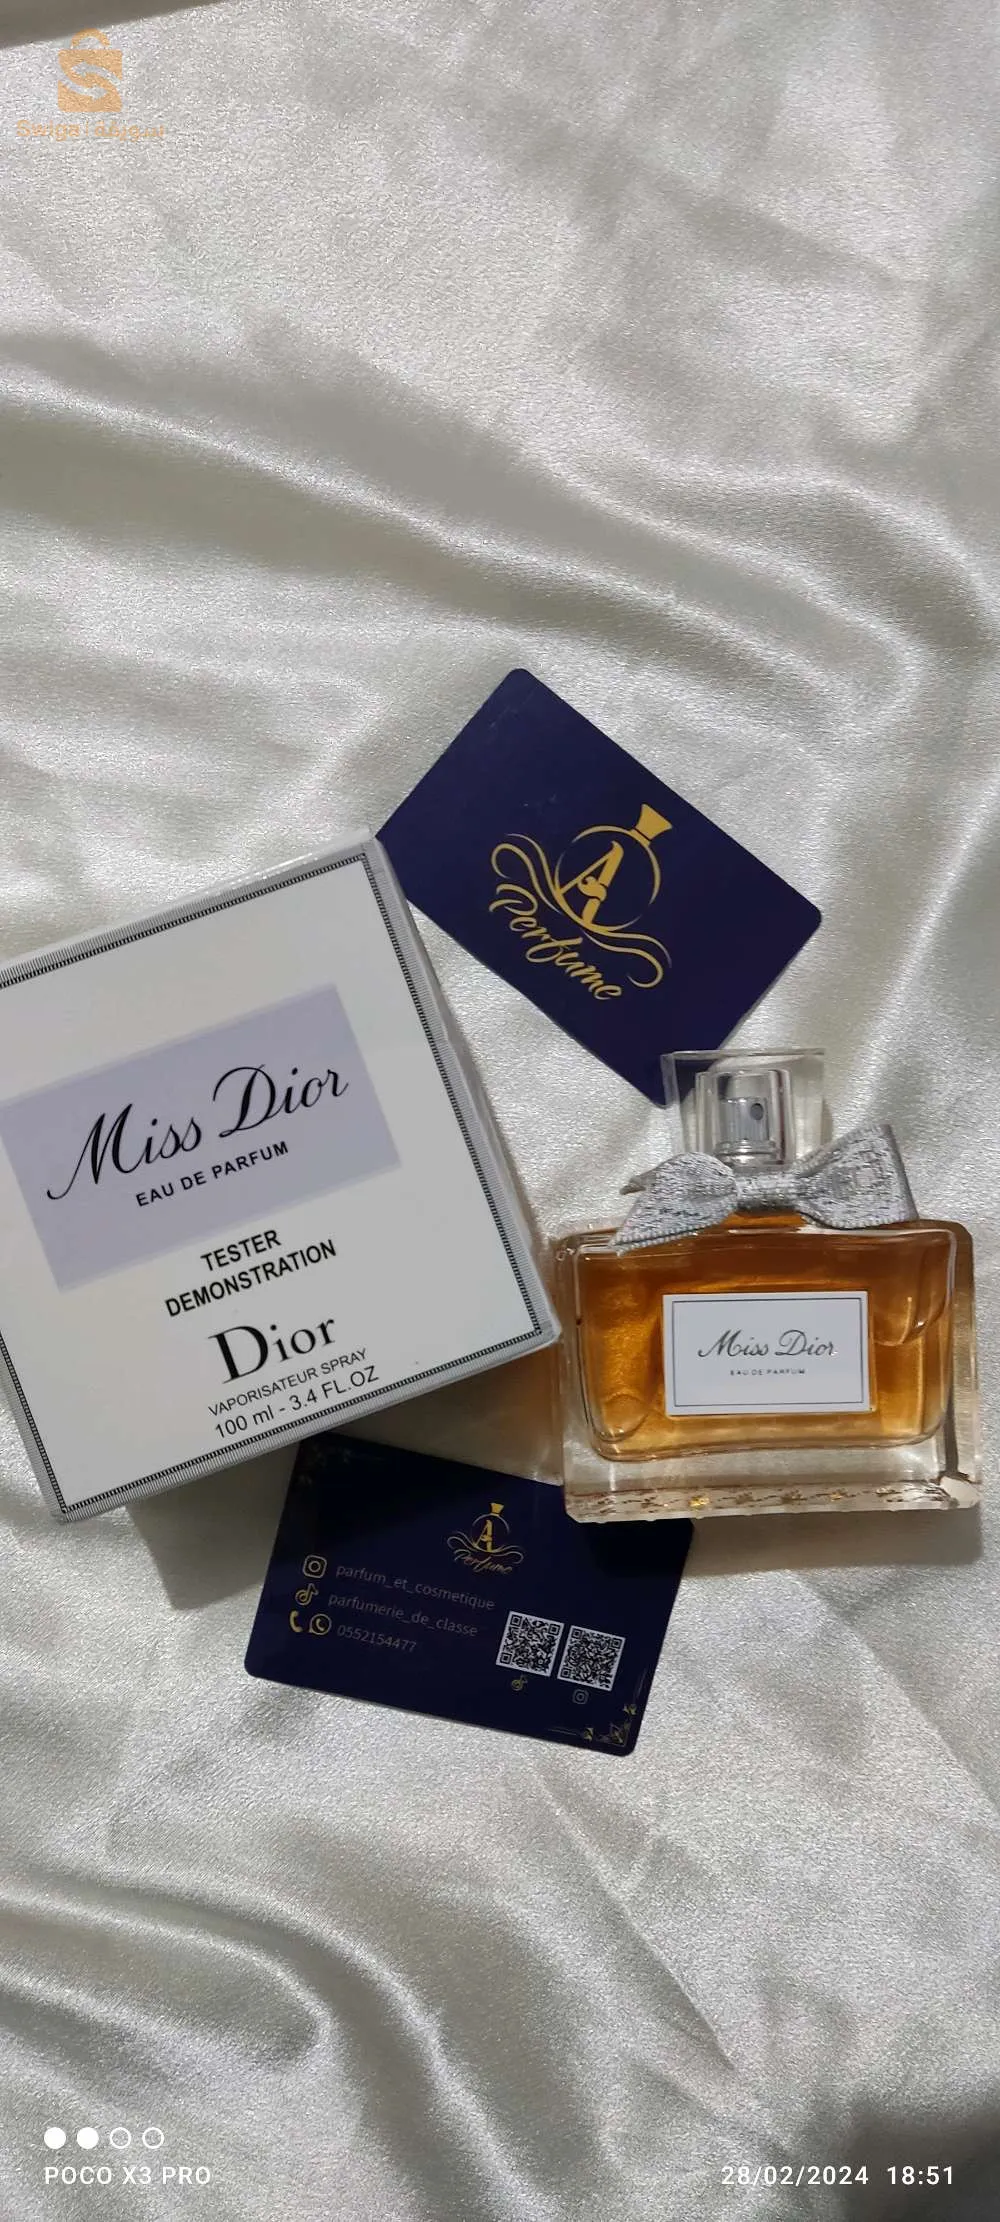 Miss Dior
EAU DE PARFUM
TESTER
DEMONSTRATION
Dior
VAPORISATEUR SPRAY
100 ml - 3.4 FL.OZ
A
Perfume
Miss Dior
EAU DE PARFUM
A
Perfume
parfum_et_cosmetique
parfumerie_de_classe
0552154477
POCO X3 PRO
28/02/2024 18:51